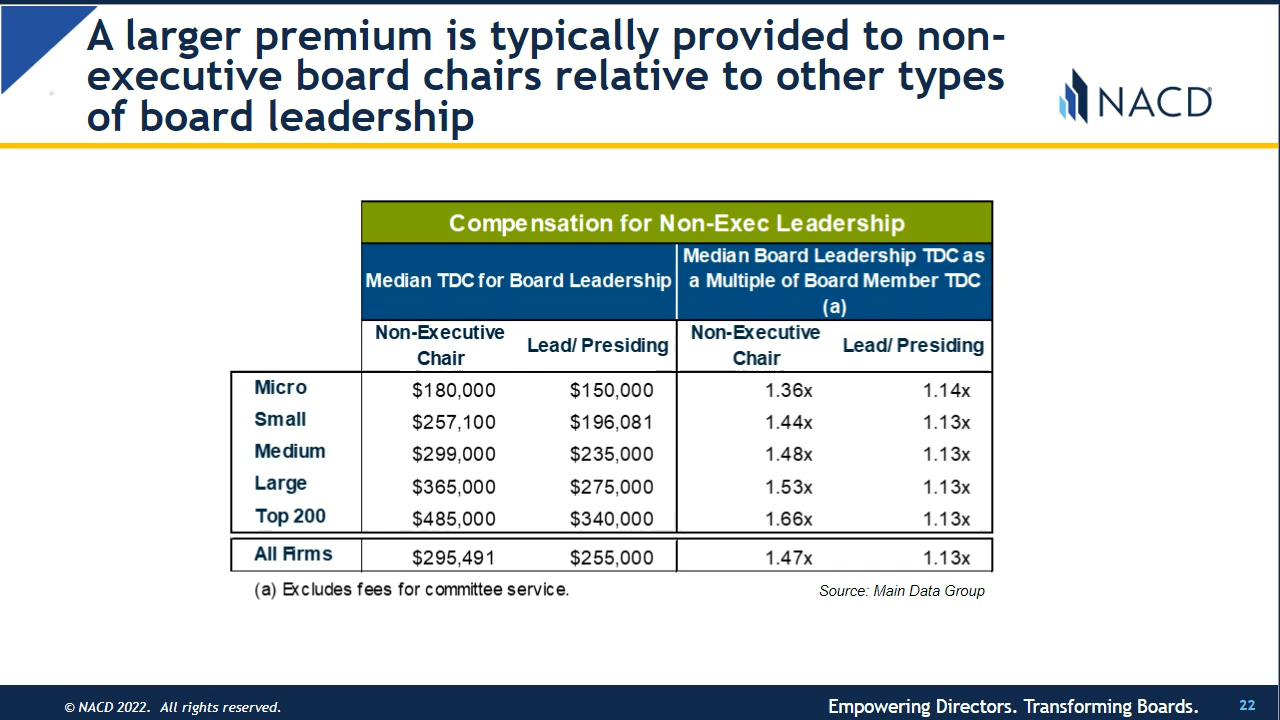 A larger premium is typically provided to non-
executive board chairs relative to other types
of board leadership
NACD®
Compensation for Non-Exec Leadership
Median TDC for Board Leadership
Median Board Leadership TDC as
a Multiple of Board Member TDC
(a)
Non-Executive
Chair
Lead/ Presiding
Non-Executive
Chair
Lead/ Presiding
Micro $180,000 $150,000 1.36x 1.14x
Small $257,100 $196,081 1.44x 1.13x
Medium $299,000 $235,000 1.48x 1.13x
Large $365,000 $275,000 1.53x 1.13x
Top 200 $485,000 $340,000 1.66x 1.13x
All Firms $295,491 $255,000 1.47x 1.13x
(a) Excludes fees for committee service.
Source: Main Data Group
© NACD 2022. All rights reserved.
Empowering Directors. Transforming Boards.
22